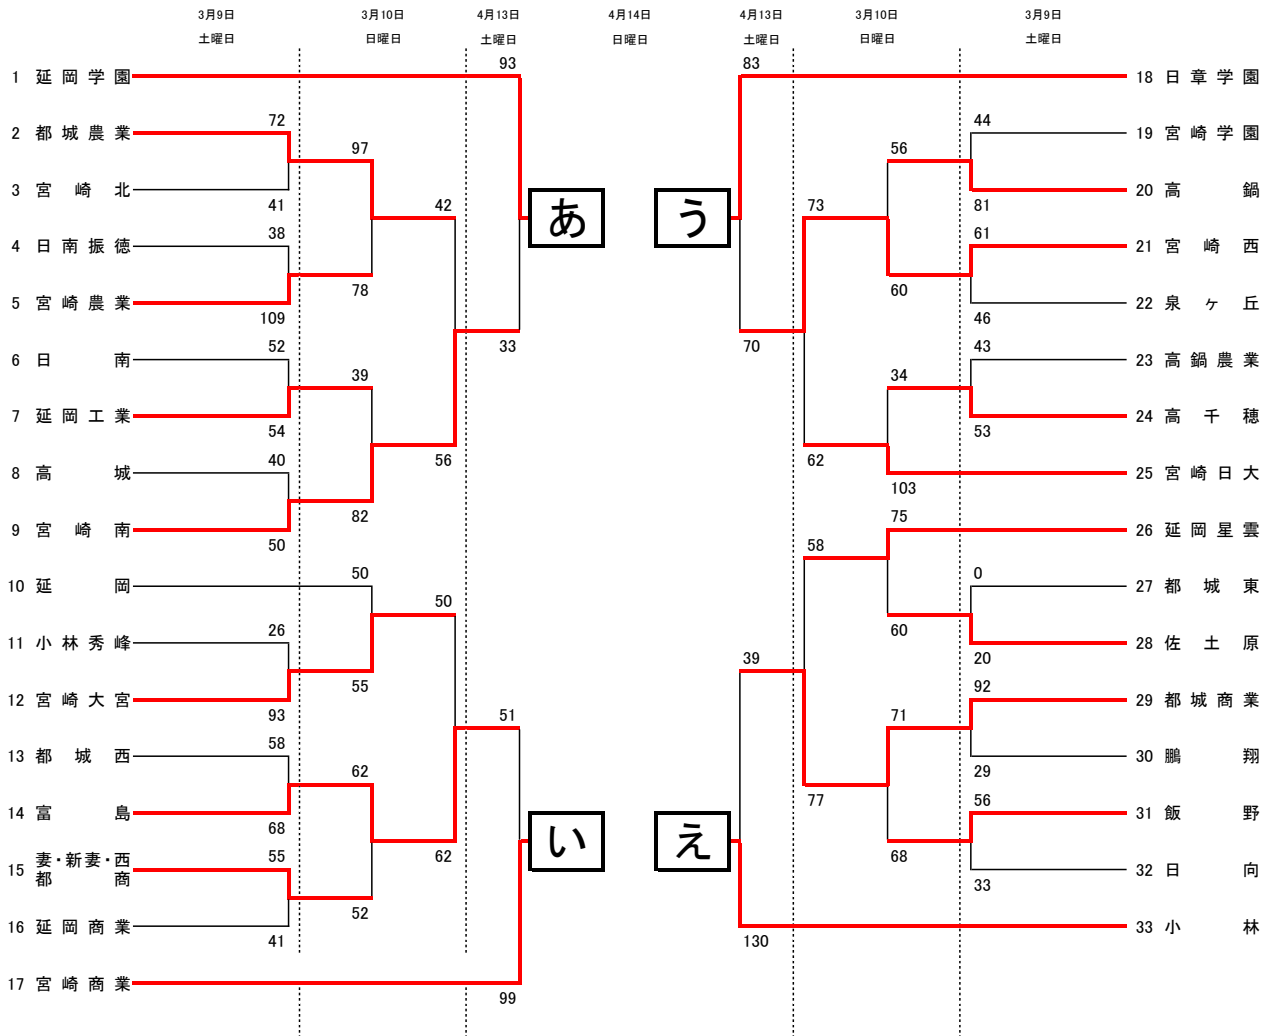 3月9日 3月10日 4月13日 4月14日 4月13日 3月10日 3月9日
土曜日 日曜日 土曜日 日曜日 土曜日 日曜日 土曜日
93 83
1 延岡学園 18 日章学園
72 44
2 都城農業 19 宮崎学園
97 56
3 宮崎北 20 高鍋
41 42 73 81
あ う
38 61
4 日南振徳 21 宮崎西
78 60
5 宮崎農業 22 泉ヶ丘
109 46
52 33 70 43
6 日南 23 高鍋農業
39 34
7 延岡工業 24 高千穂
54 53
40 56 62
8 高城 25 宮崎日大
103
82 75
9 宮崎南 26 延岡星雲
50 58
50 0
10 延岡 27 都城東
50
26 60
11 小林秀峰 28 佐土原
55 39 20
92
12 宮崎大宮 29 都城商業
93 51 71
58
13 都城西 30 鵬翔
62 29
77 56
14 富島 31 飯野
68
い え
55 62 68
妻・新妻・西
15 都商 32 日向
52 33
16 延岡商業 33 小林
41 130
17 宮崎商業
99